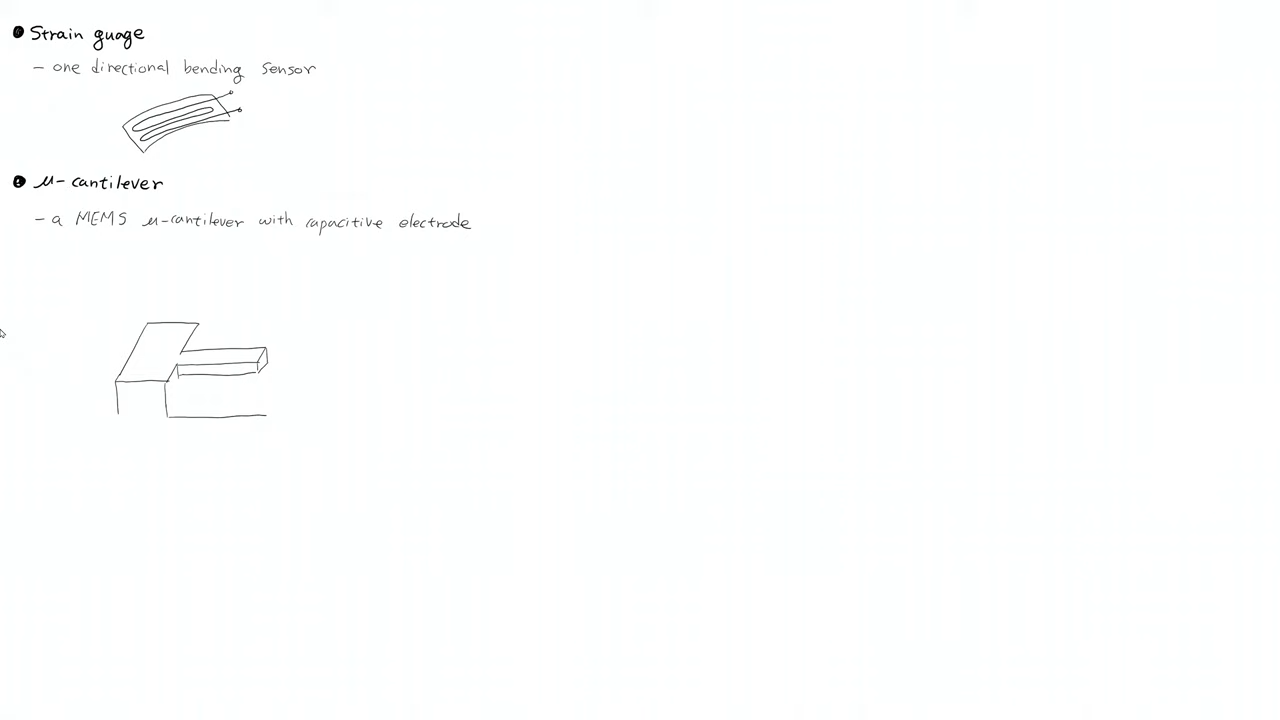 ● Strain guage
- one directional bending sensor
● μ-cantilever
- a MEMS μ-cantilever with capacitive electrode